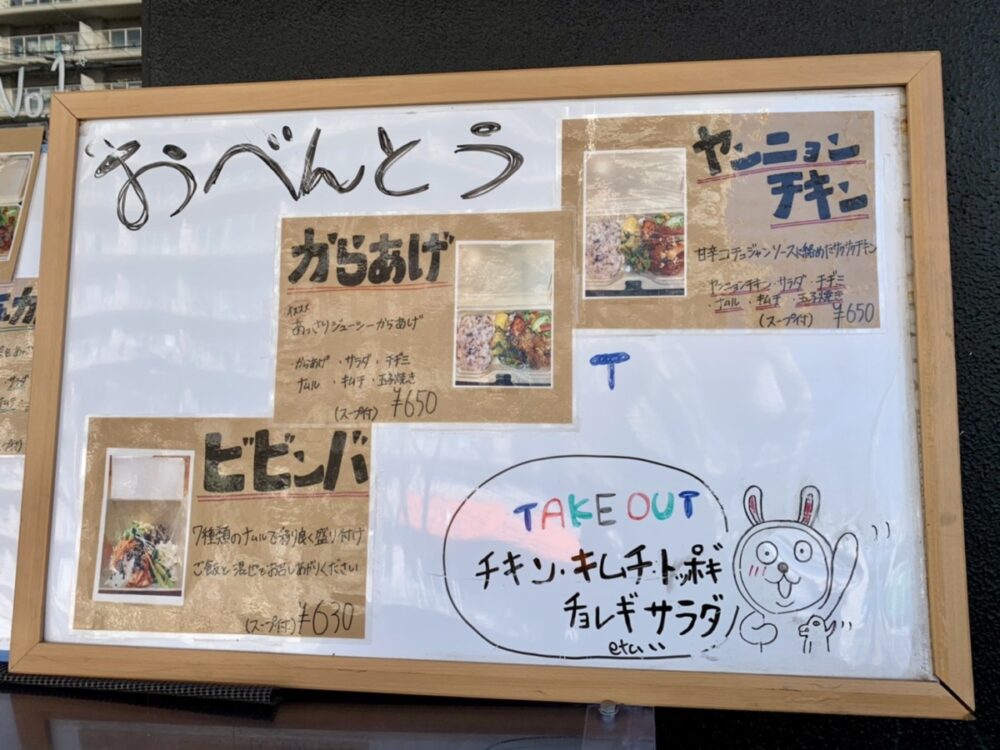 No.1
おべんとう
ヤンニョン
チキン
甘辛コチュジャンソースに絡めたサクサクチキン
ヤンニョンチキン・サラダ・チヂミ
ナムル・キムチ・玉子焼き
(スープ付) ¥650
からあげ
イチオシ
あっさりジューシーからあげ
からあげ・サラダ・チヂミ
ナムル・キムチ・玉子焼き
(スープ付) ¥650
T
ビビンバ
7種類のナムルで彩り良く盛り付け
ご飯と混ぜてお召しあがりください
(スープ付) ¥630
TAKE OUT
チキン・キムチ・トッポギ
チョレギサラダ
etc..